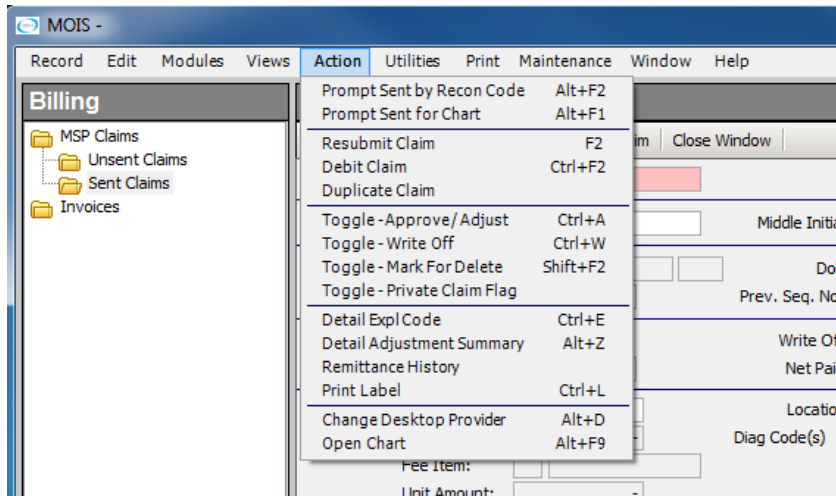 MOIS -
Record Edit Modules Views Action Utilities Print Maintenance Window Help
Billing
MSP Claims
Unsent Claims
Sent Claims
Invoices
Prompt Sent by Recon Code Alt+F2
Prompt Sent for Chart Alt+F1
Resubmit Claim F2
Debit Claim Ctrl+F2
Duplicate Claim
Toggle - Approve/ Adjust Ctrl+A
Toggle - Write Off Ctrl+W
Toggle - Mark For Delete Shift+F2
Toggle - Private Claim Flag
Detail Expl Code Ctrl+E
Detail Adjustment Summary Alt+Z
Remittance History
Print Label Ctrl+L
Change Desktop Provider Alt+D
Open Chart Alt+F9
im Close Window
Middle Initia
Do
Prev. Seq. No
Write Of
Net Pai
Locatio
- Diag Code(s)
Fee Item:
Unit Amount: -